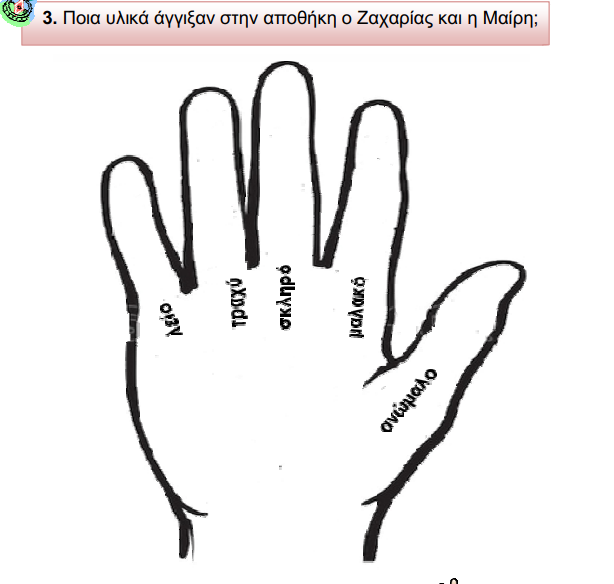 3. Ποια υλικά άγγιξαν στην αποθήκη ο Ζαχαρίας και η Μαίρη;
λείο
τραχύ
σκληρό
μαλακό
ανώμαλο